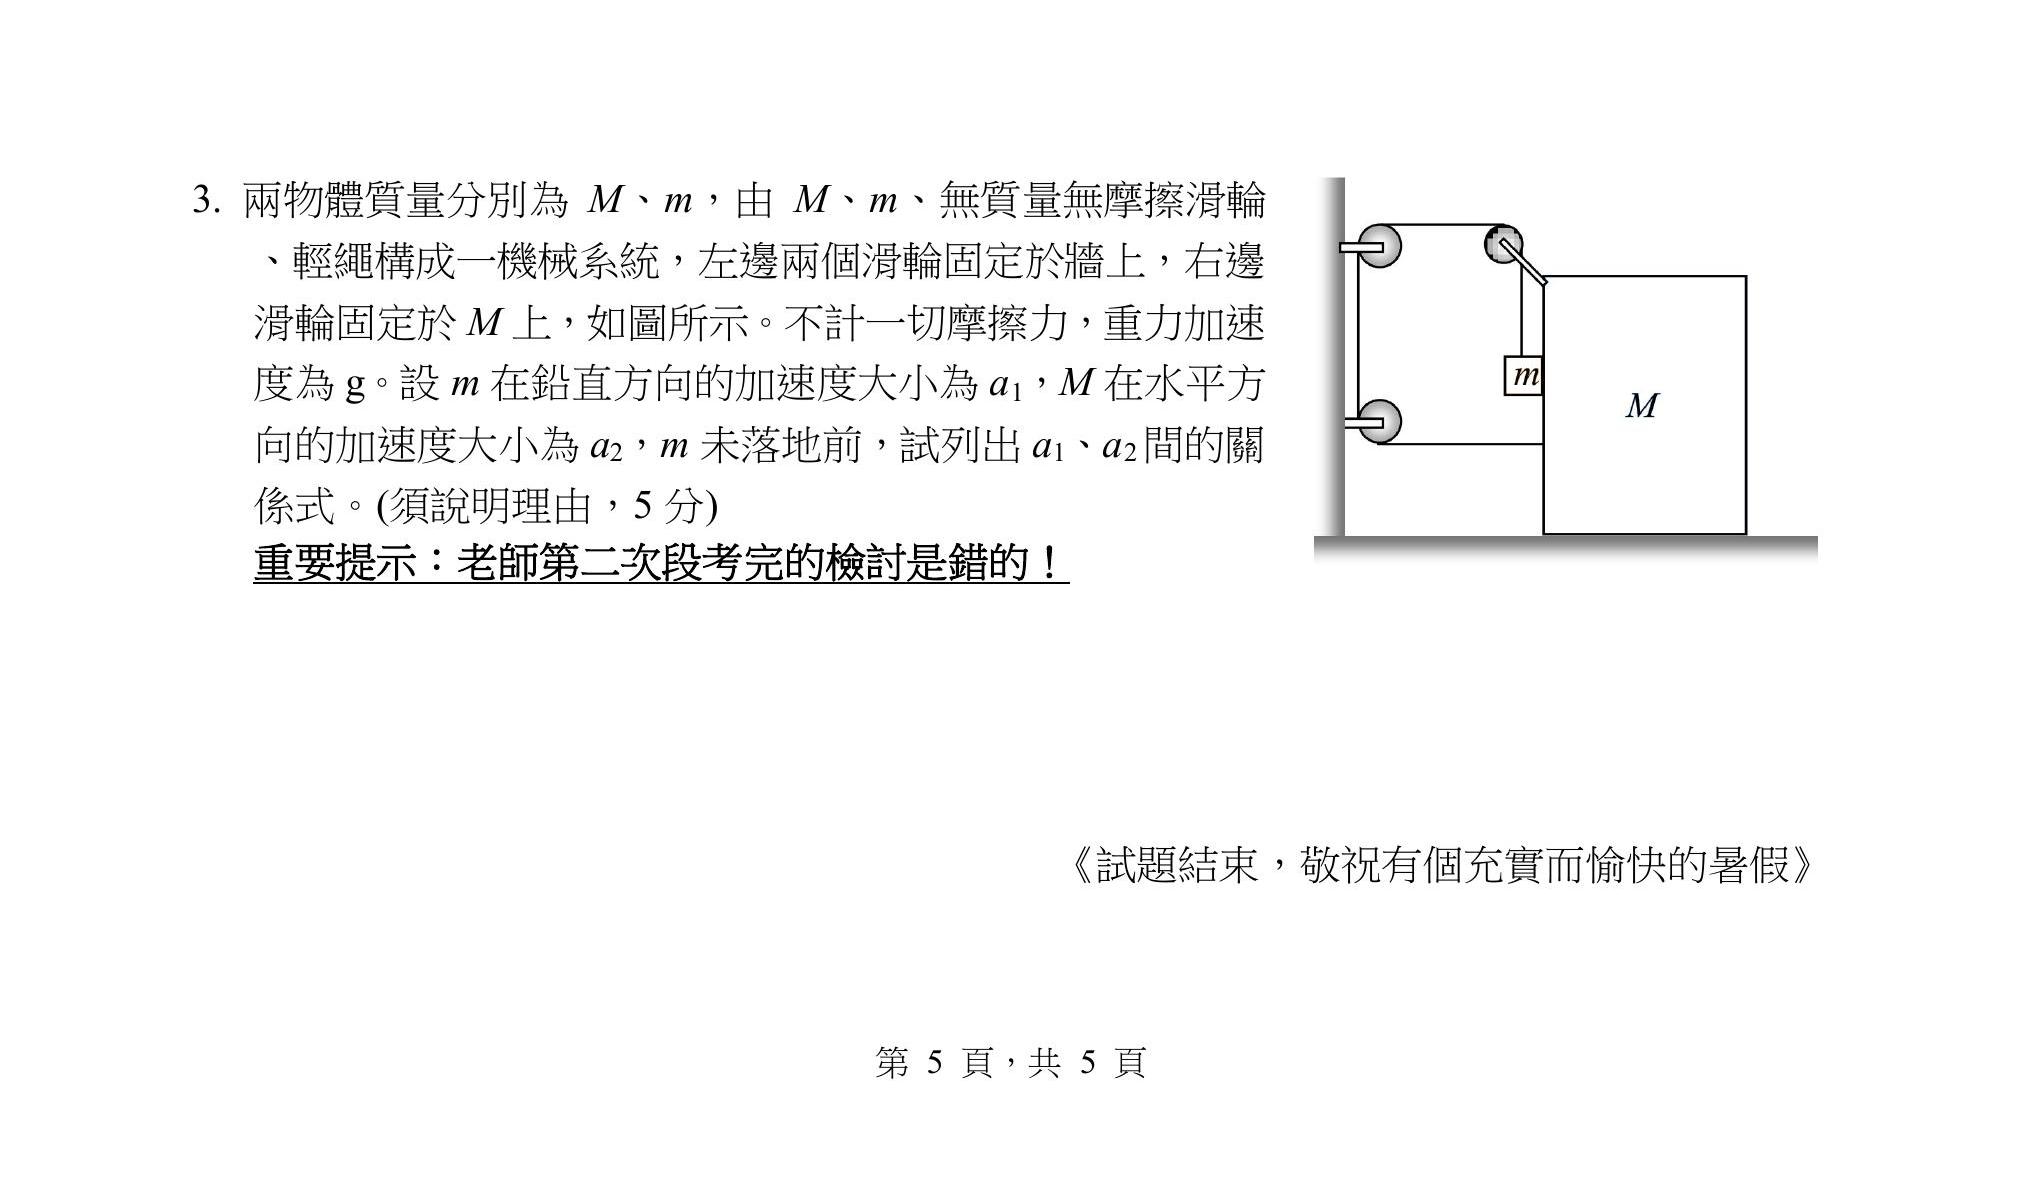 3. 兩物體質量分別為 M、m，由 M、m、無質量無摩擦滑輪
、輕繩構成一機械系統，左邊兩個滑輪固定於牆上，右邊
滑輪固定於 M 上，如圖所示。不計一切摩擦力，重力加速
度為 g。設 m 在鉛直方向的加速度大小為 a1，M 在水平方
向的加速度大小為 a2，m 未落地前，試列出 a1、a2間的關
係式。(須說明理由，5 分)
重要提示：老師第二次段考完的檢討是錯的！
m
M
《試題結束，敬祝有個充實而愉快的暑假》
第 5 頁，共 5 頁